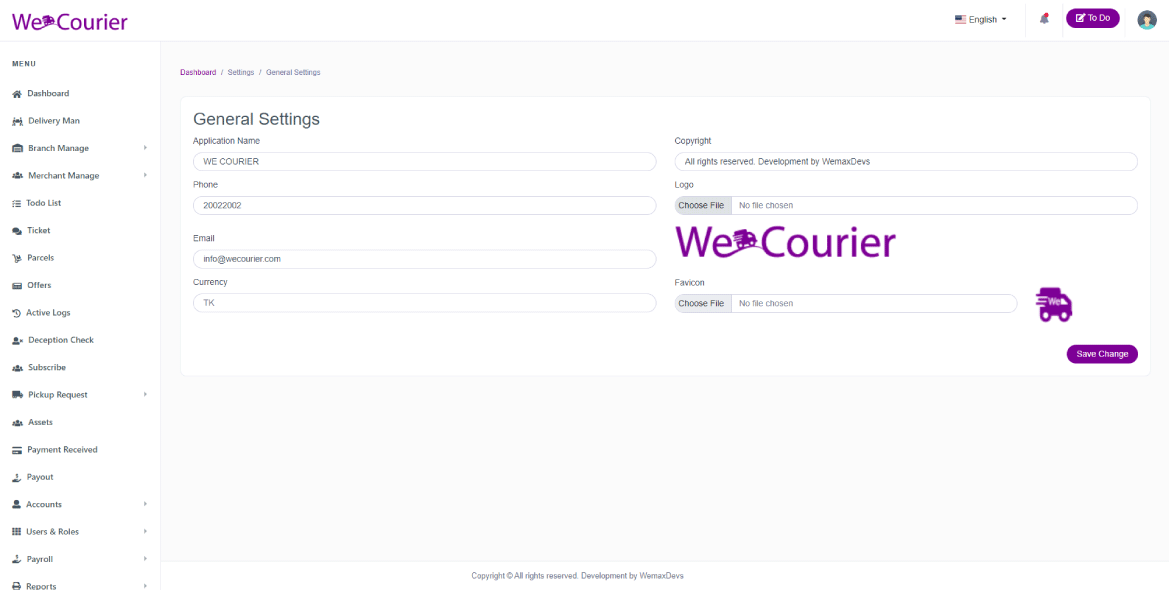 We Courier
English
To Do
MENU
Dashboard
Delivery Man
Branch Manage
Merchant Manage
Todo List
Ticket
Parcels
Offers
Active Logs
Deception Check
Subscribe
Pickup Request
Assets
Payment Received
Payout
Accounts
Users & Roles
Payroll
Reports
Dashboard / Settings / General Settings
General Settings
Application Name
WE COURIER
Phone
20022002
Email
info@wecourier.com
Currency
TK
Copyright
All rights reserved. Development by WemaxDevs
Logo
Choose File No file chosen
We Courier
Favicon
Choose File No file chosen
We
Save Change
Copyright © All rights reserved. Development by WemaxDevs